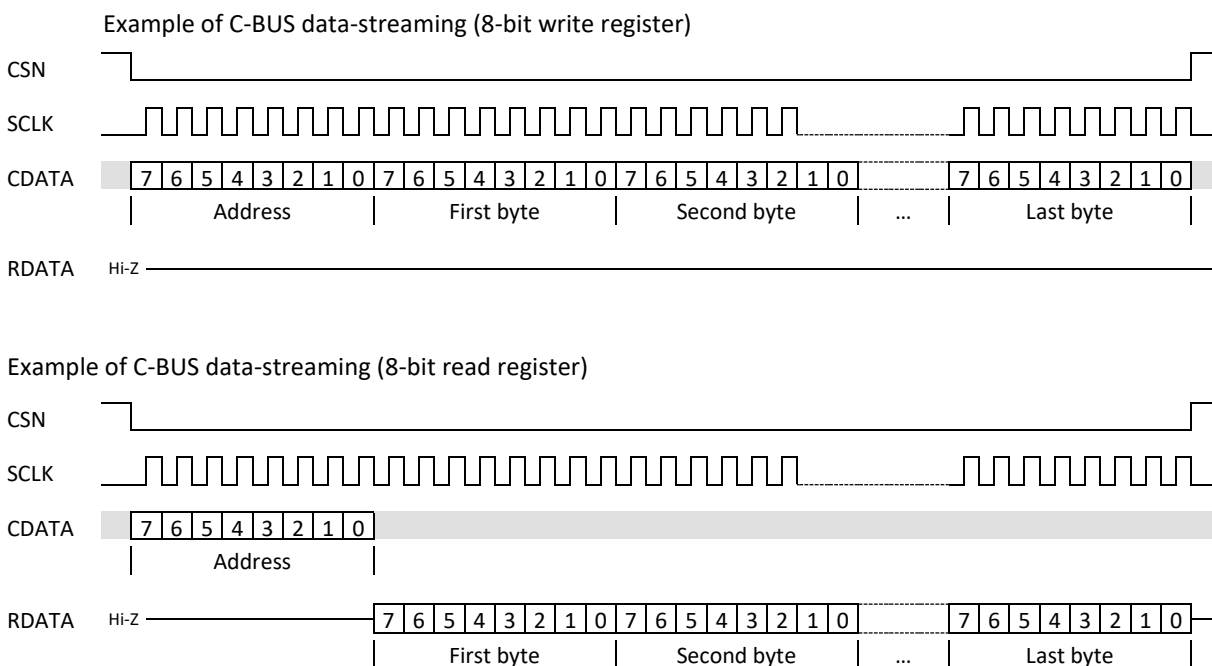 Example of C-BUS data-streaming (8-bit write register)
CSN
SCLK
CDATA 7 6 5 4 3 2 1 0 7 6 5 4 3 2 1 0 7 6 5 4 3 2 1 0 7 6 5 4 3 2 1 0
Address First byte Second byte … Last byte
RDATA Hi-Z
Example of C-BUS data-streaming (8-bit read register)
CSN
SCLK
CDATA 7 6 5 4 3 2 1 0
Address
RDATA Hi-Z 7 6 5 4 3 2 1 0 7 6 5 4 3 2 1 0 7 6 5 4 3 2 1 0
First byte Second byte … Last byte